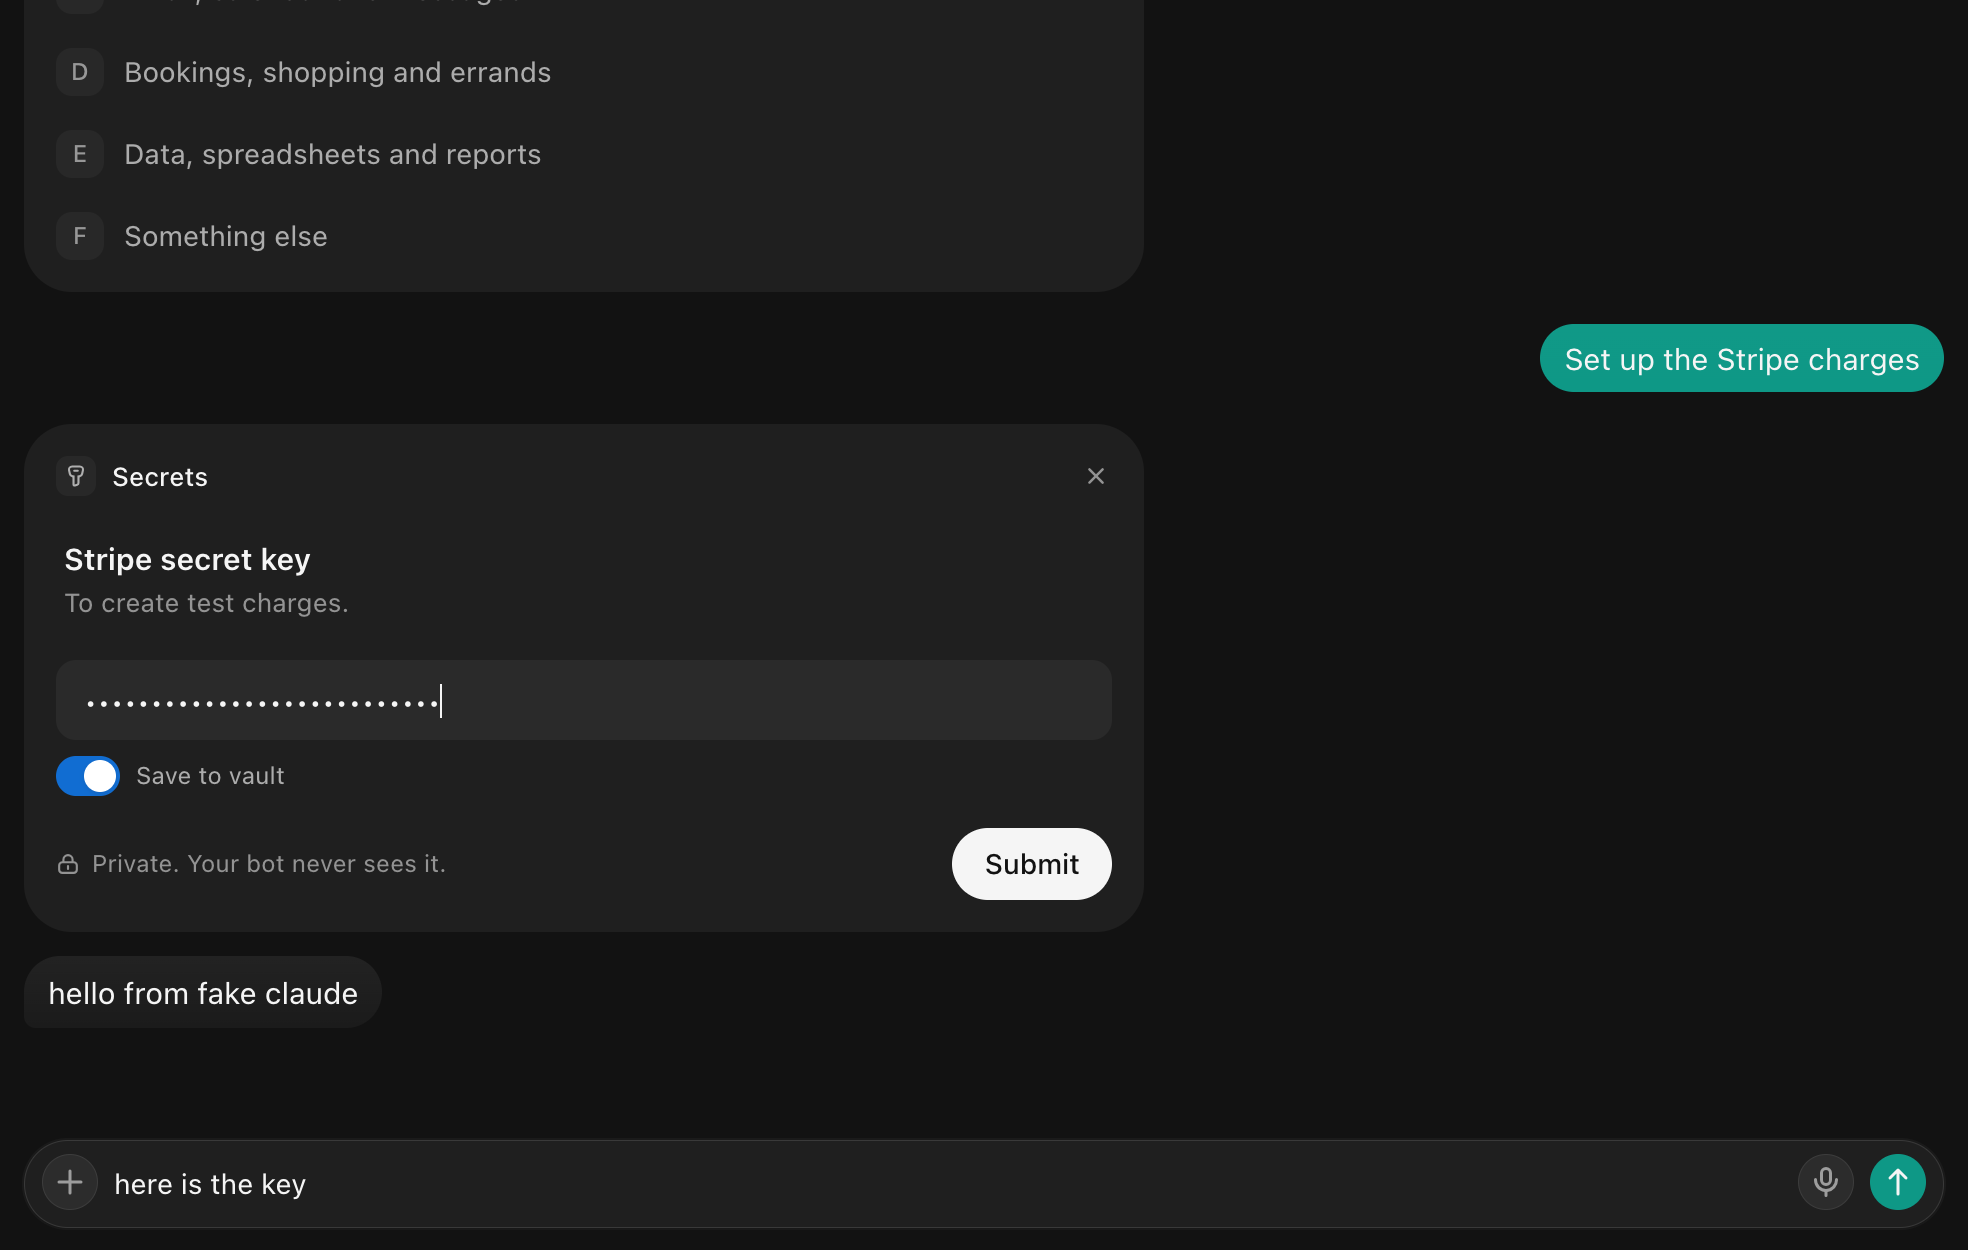 D
Bookings, shopping and errands
E
Data, spreadsheets and reports
F
Something else
Set up the Stripe charges
Secrets
Stripe secret key
To create test charges.
Save to vault
Private. Your bot never sees it.
Submit
hello from fake claude
here is the key